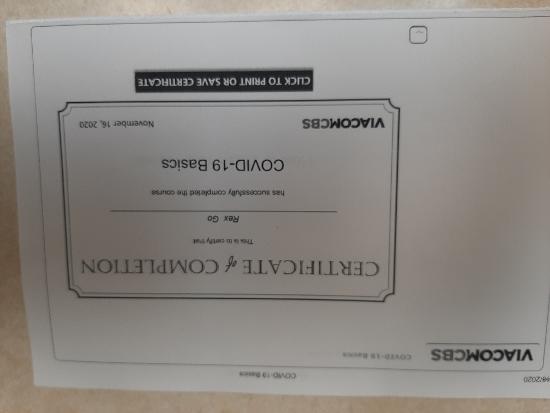 COVID-19 Basics
VIACOMCBS COVID-19 Basics
CERTIFICATE of COMPLETION
This is to certify that
Rex Go
has successfully completed the course
COVID-19 Basics
VIACOMCBS November 16, 2020
CLICK TO PRINT OR SAVE CERTIFICATE